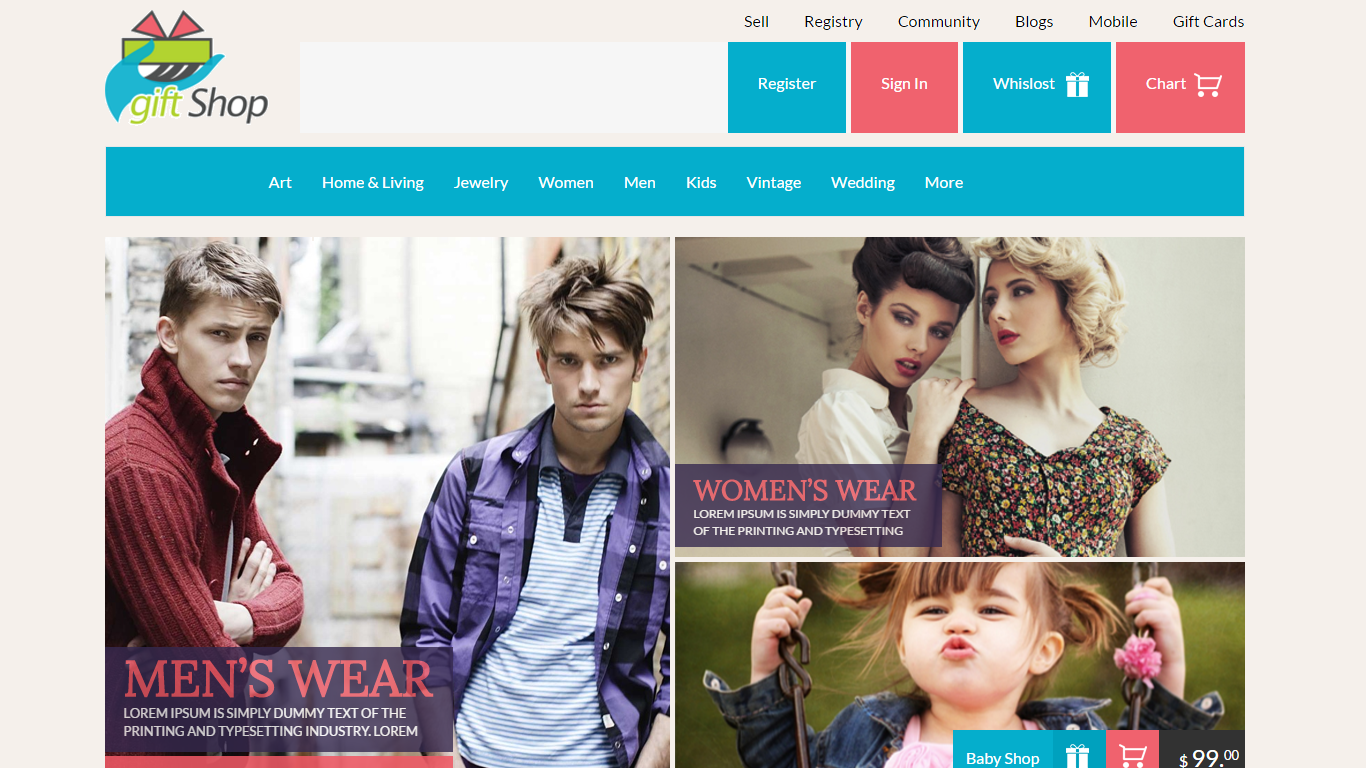 gift Shop
Sell Registry Community Blogs Mobile Gift Cards
Register Sign In Whislost Chart
Art Home & Living Jewelry Women Men Kids Vintage Wedding More
WOMEN'S WEAR
LOREM IPSUM IS SIMPLY DUMMY TEXT
OF THE PRINTING AND TYPESETTING
MEN'S WEAR
LOREM IPSUM IS SIMPLY DUMMY TEXT OF THE
PRINTING AND TYPESETTING INDUSTRY. LOREM
Baby Shop $ 99.00